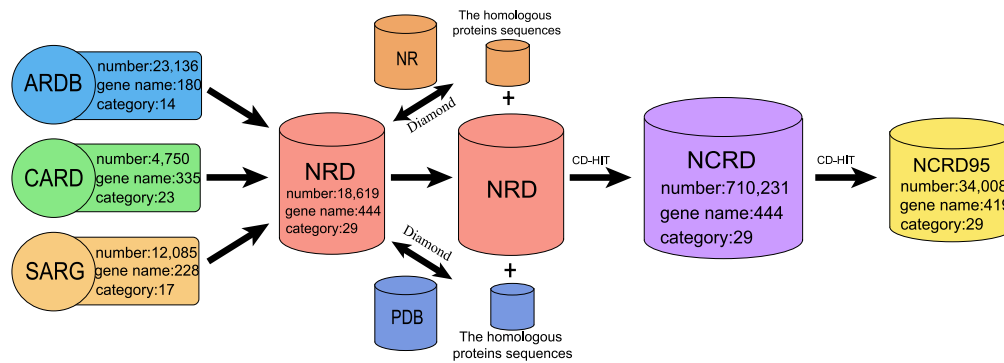 ARDB
number:23,136
gene name:180
category:14
CARD
number:4,750
gene name:335
category:23
SARG
number:12,085
gene name:228
category:17
NRD
number:18,619
gene name:444
category:29
NR
Diamond
The homologous
proteins sequences
+
NRD
+
Diamond
PDB
The homologous
proteins sequences
CD-HIT
NCRD
number:710,231
gene name:444
category:29
CD-HIT
NCRD95
number:34,008
gene name:419
category:29